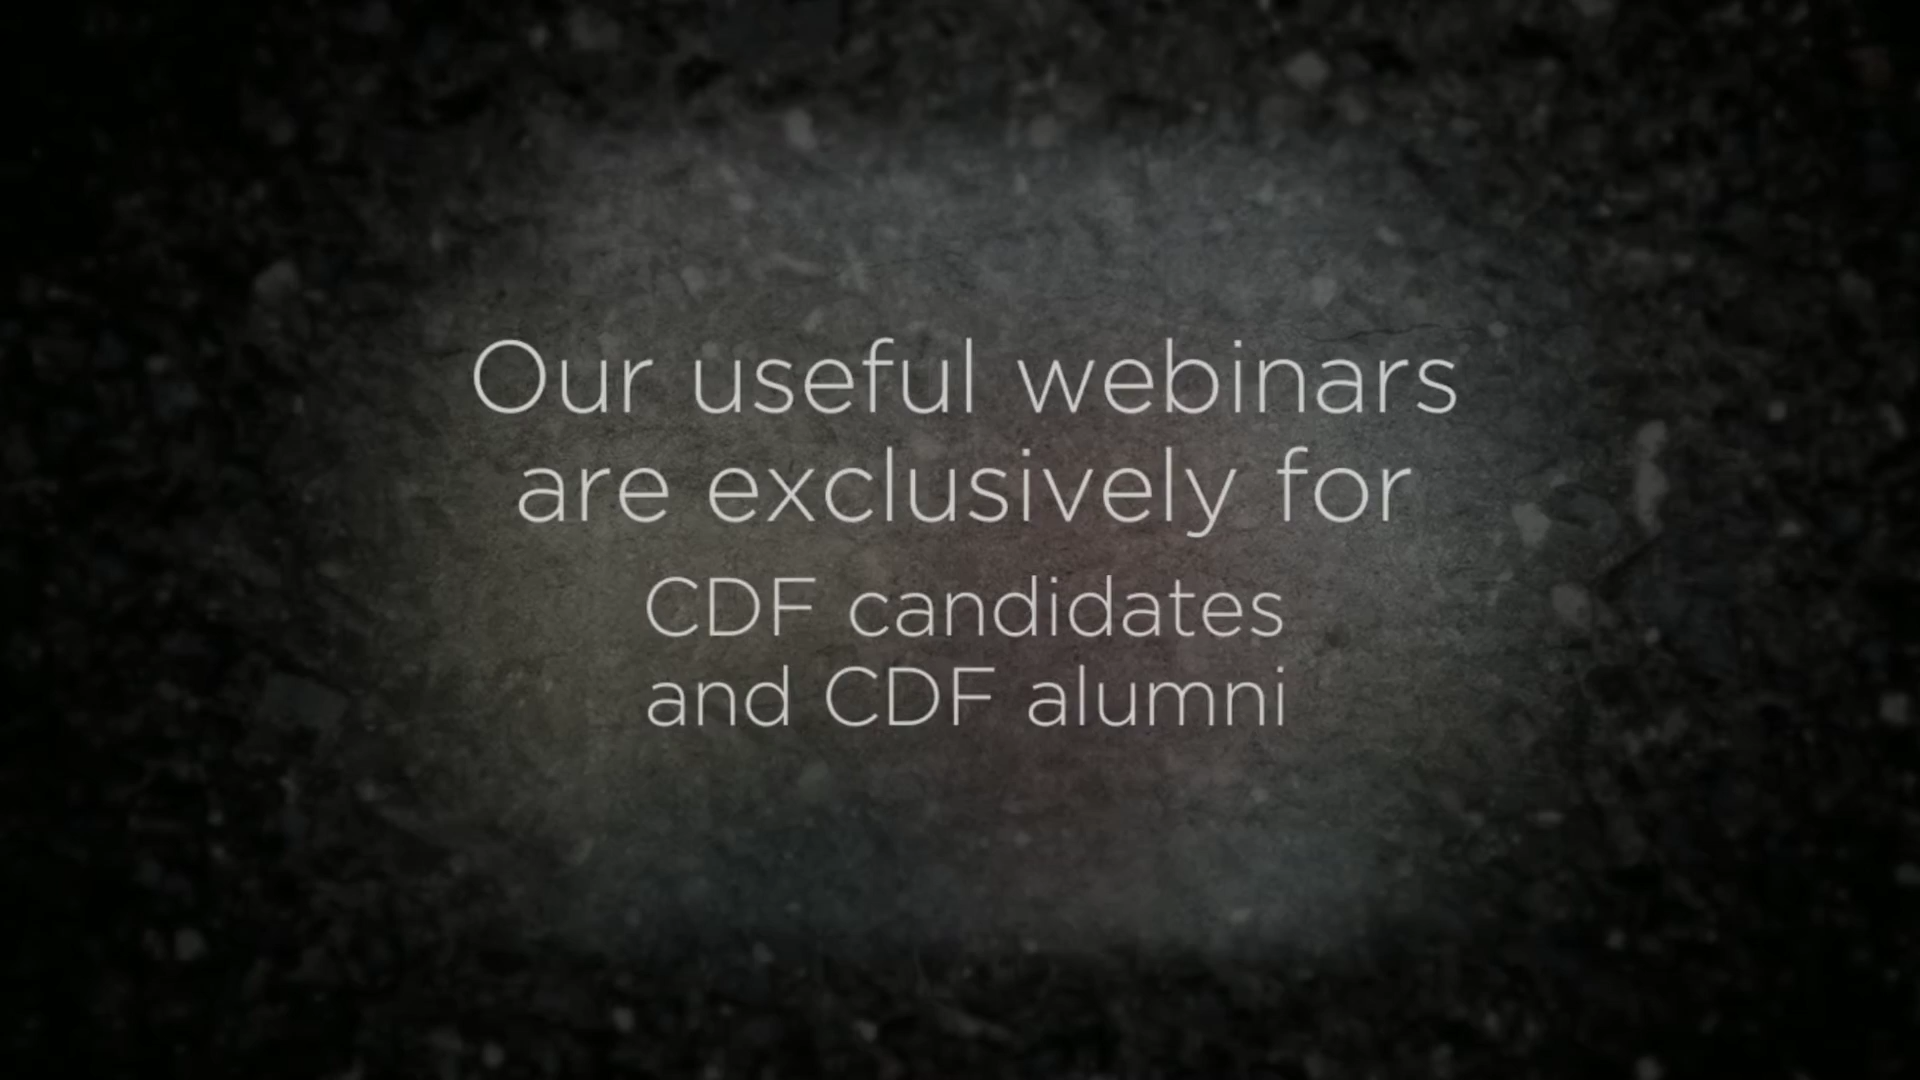 Our useful webinars
are exclusively for
CDF candidates
and CDF alumni